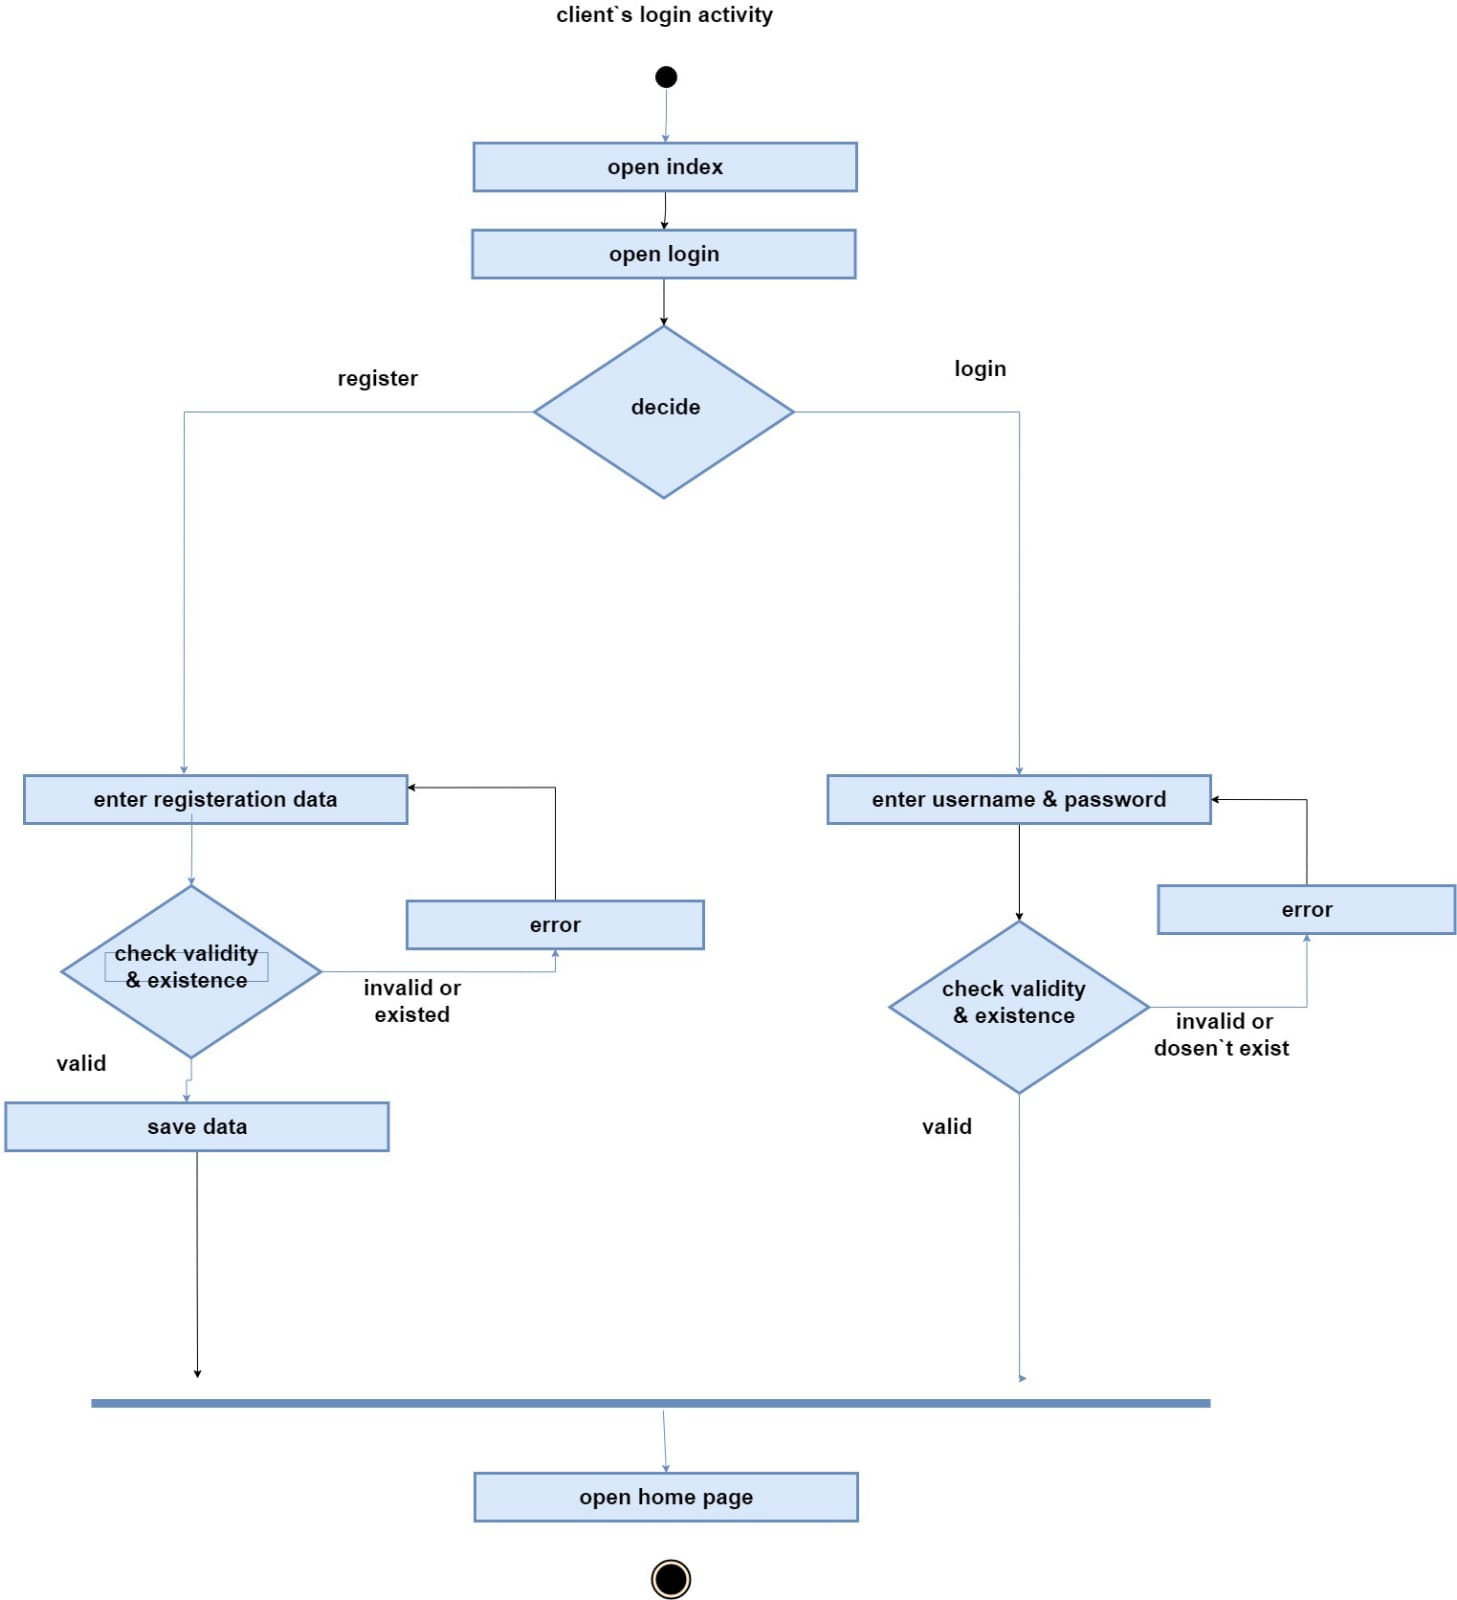 client`s login activity
open index
open login
decide
register
login
enter registeration data
enter username & password
error
error
check validity
& existence
invalid or
existed
check validity
& existence
invalid or
dosen`t exist
valid
save data
valid
open home page